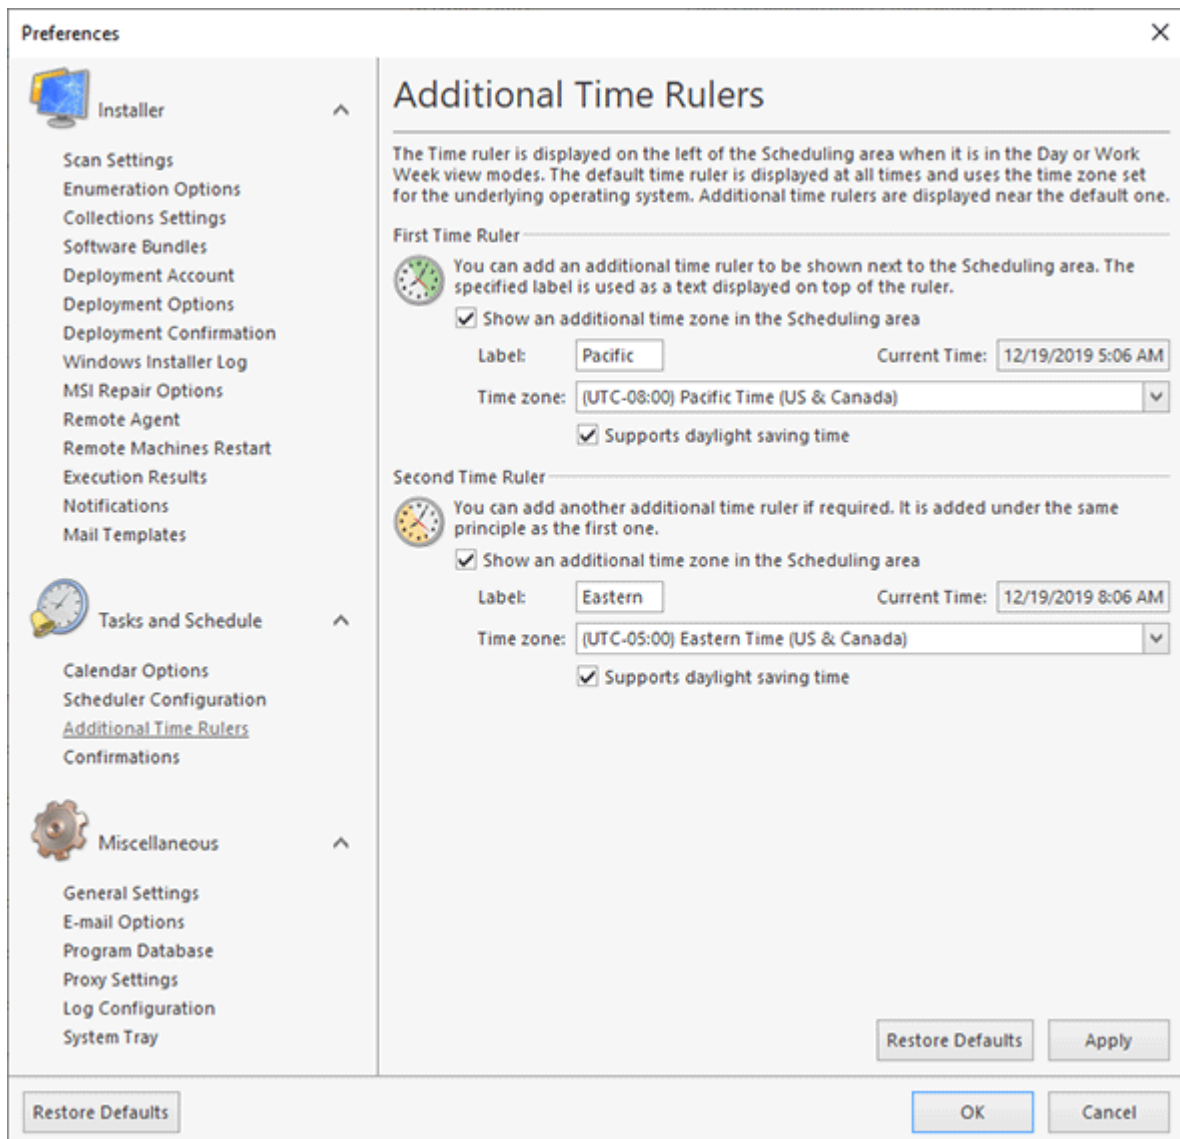 Preferences
Installer
Scan Settings
Enumeration Options
Collections Settings
Software Bundles
Deployment Account
Deployment Options
Deployment Confirmation
Windows Installer Log
MSI Repair Options
Remote Agent
Remote Machines Restart
Execution Results
Notifications
Mail Templates
Tasks and Schedule
Calendar Options
Scheduler Configuration
Additional Time Rulers
Confirmations
Miscellaneous
General Settings
E-mail Options
Program Database
Proxy Settings
Log Configuration
System Tray
Additional Time Rulers
The Time ruler is displayed on the left of the Scheduling area when it is in the Day or Work
Week view modes. The default time ruler is displayed at all times and uses the time zone set
for the underlying operating system. Additional time rulers are displayed near the default one.
First Time Ruler
You can add an additional time ruler to be shown next to the Scheduling area. The
specified label is used as a text displayed on top of the ruler.
Show an additional time zone in the Scheduling area
Label: Pacific Current Time: 12/19/2019 5:06 AM
Time zone: (UTC-08:00) Pacific Time (US & Canada)
Supports daylight saving time
Second Time Ruler
You can add another additional time ruler if required. It is added under the same
principle as the first one.
Show an additional time zone in the Scheduling area
Label: Eastern Current Time: 12/19/2019 8:06 AM
Time zone: (UTC-05:00) Eastern Time (US & Canada)
Supports daylight saving time
Restore Defaults Apply
Restore Defaults OK Cancel